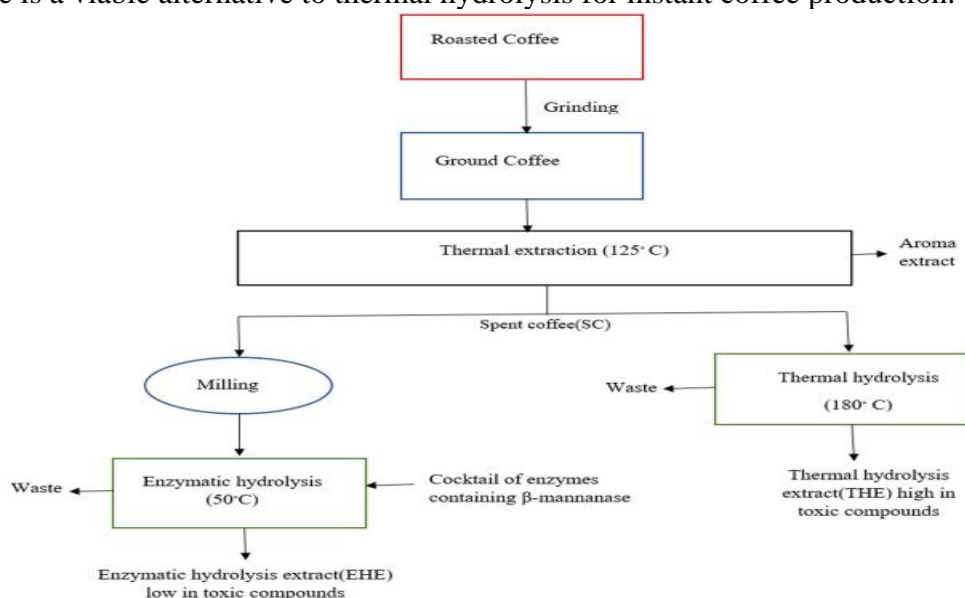 is a viable alternative to thermal hydrolysis for instant coffee production.
Roasted Coffee
Grinding
Ground Coffee
Thermal extraction (125° C)
Aroma
extract
Spent coffee(SC)
Milling
Waste
Thermal hydrolysis
(180° C)
Waste
Enzymatic hydrolysis
(50°C)
Cocktail of enzymes
containing β-mannanase
Thermal hydrolysis
extract(THE) high in
toxic compounds
Enzymatic hydrolysis extract(EHE)
low in toxic compounds